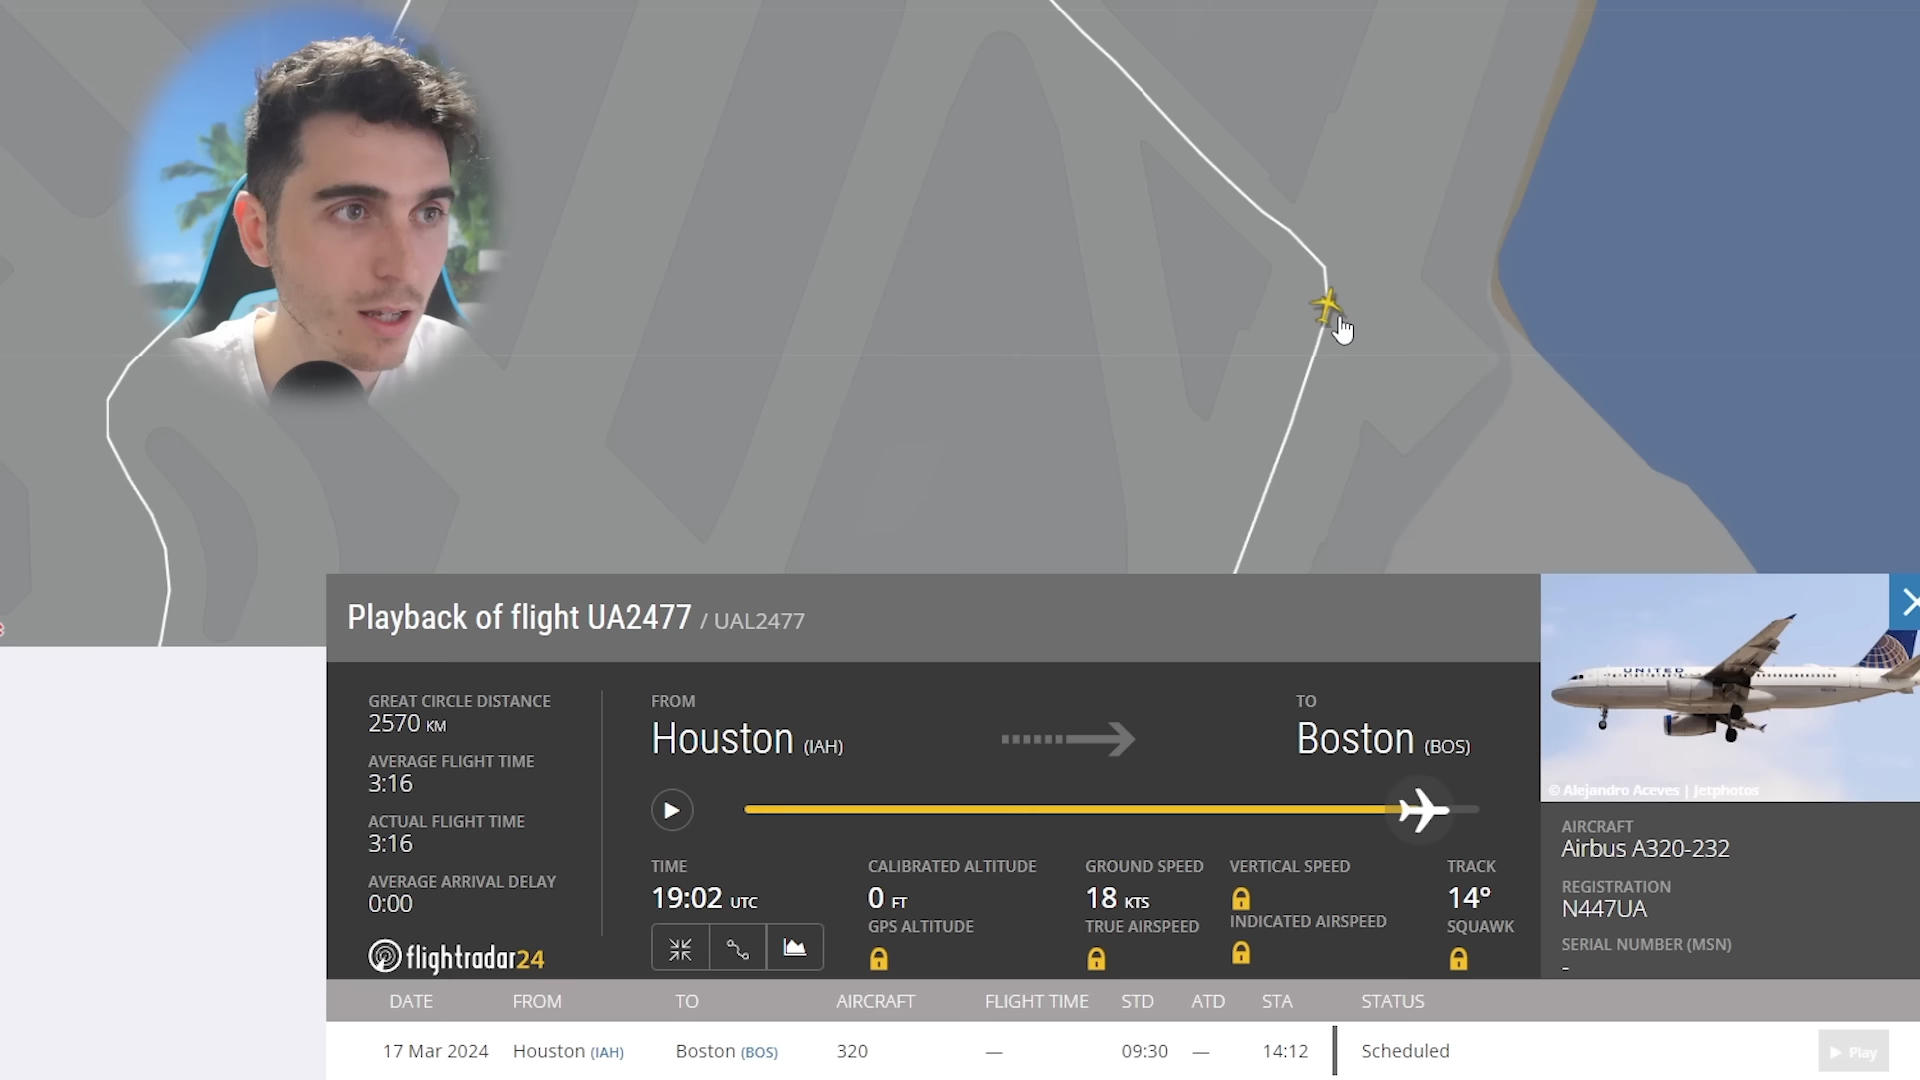 Playback of flight UA2477 / UAL2477
GREAT CIRCLE DISTANCE
2570 KM
AVERAGE FLIGHT TIME
3:16
ACTUAL FLIGHT TIME
3:16
AVERAGE ARRIVAL DELAY
0:00
flightradar24
FROM
Houston (IAH)
TO
Boston (BOS)
TIME
19:02 UTC
CALIBRATED ALTITUDE
0 FT
GPS ALTITUDE
GROUND SPEED
18 KTS
TRUE AIRSPEED
VERTICAL SPEED
INDICATED AIRSPEED
TRACK
14°
SQUAWK
UNITED
© Alejandro Aceves | Jetphotos
AIRCRAFT
Airbus A320-232
REGISTRATION
N447UA
SERIAL NUMBER (MSN)
-
DATE FROM TO AIRCRAFT FLIGHT TIME STD ATD STA STATUS
17 Mar 2024 Houston (IAH) Boston (BOS) 320 — 09:30 — 14:12 Scheduled Play